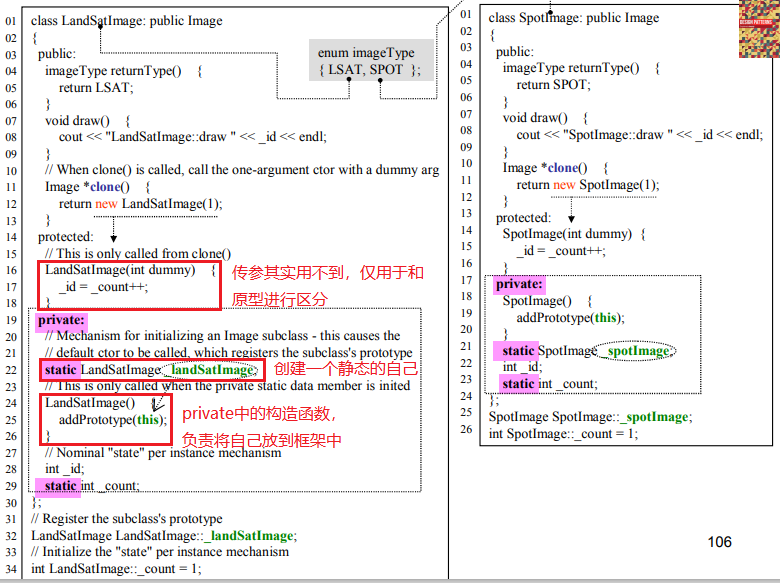 01 class LandSatImage: public Image
02 {
03 public:
04 imageType returnType() {
05 return LSAT;
06 }
07 void draw() {
08 cout << "LandSatImage::draw " << _id << endl;
09 }
10 // When clone() is called, call the one-argument ctor with a dummy arg
11 Image *clone() {
12 return new LandSatImage(1);
13 }
14 protected:
15 // This is only called from clone()
16 LandSatImage(int dummy) {
17 _id = _count++;
18 }
19 private:
20 // Mechanism for initializing an Image subclass - this causes the
21 // default ctor to be called, which registers the subclass's prototype
22 static LandSatImage _landSatImage;
23 // This is only called when the private static data member is inited
24 LandSatImage() {
25 addPrototype(this);
26 }
27 // Nominal "state" per instance mechanism
28 int _id;
29 static int _count;
30 };
31 // Register the subclass's prototype
32 LandSatImage LandSatImage::_landSatImage;
33 // Initialize the "state" per instance mechanism
34 int LandSatImage::_count = 1;
传参其实用不到，仅用于和
原型进行区分
创建一个静态的自己
private中的构造函数，
负责将自己放到框架中
enum imageType
{ LSAT, SPOT };
01 class SpotImage: public Image
02 {
03 public:
04 imageType returnType() {
05 return SPOT;
06 }
07 void draw() {
08 cout << "SpotImage::draw " << _id << endl;
09 }
10 Image *clone() {
11 return new SpotImage(1);
12 }
13 protected:
14 SpotImage(int dummy) {
15 _id = _count++;
16 }
17 private:
18 SpotImage() {
19 addPrototype(this);
20 }
21 static SpotImage _spotImage;
22 int _id;
23 static int _count;
24 };
25 SpotImage SpotImage::_spotImage;
26 int SpotImage::_count = 1;
DESIGN PATTERNS
106